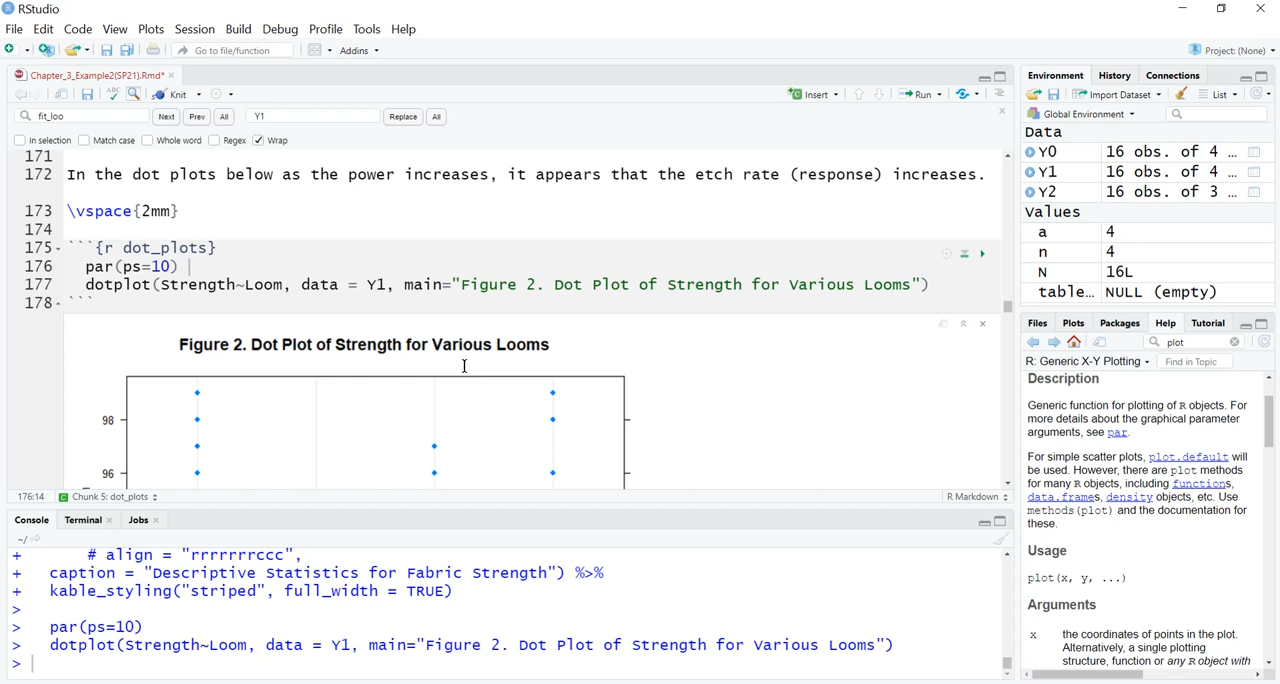 RStudio
File Edit Code View Plots Session Build Debug Profile Tools Help
Go to file/function Addins Project: (None)
Chapter_3_Example2(SP21).Rmd*
Knit Insert Run
fit_loo Next Prev All Y1 Replace All
In selection Match case Whole word Regex Wrap
171
172 In the dot plots below as the power increases, it appears that the etch rate (response) increases.
173 \vspace{2mm}
174
175 ```{r dot_plots}
176 par(ps=10)
177 dotplot(Strength~Loom, data = Y1, main="Figure 2. Dot Plot of Strength for Various Looms")
178 ```
Figure 2. Dot Plot of Strength for Various Looms
98
96
176:14 Chunk 5: dot_plots R Markdown
Console Terminal Jobs
~/
+ # align = "rrrrrrrccc",
+ caption = "Descriptive Statistics for Fabric Strength") %>%
+ kable_styling("striped", full_width = TRUE)
>
> par(ps=10)
> dotplot(Strength~Loom, data = Y1, main="Figure 2. Dot Plot of Strength for Various Looms")
>
Environment History Connections
Import Dataset List
Global Environment
Data
Y0 16 obs. of 4 …
Y1 16 obs. of 4 …
Y2 16 obs. of 3 …
Values
a 4
n 4
N 16L
table… NULL (empty)
Files Plots Packages Help Tutorial
plot
R: Generic X-Y Plotting Find in Topic
Description
Generic function for plotting of R objects. For
more details about the graphical parameter
arguments, see par.
For simple scatter plots, plot.default will
be used. However, there are plot methods
for many R objects, including functions,
data.frames, density objects, etc. Use
methods(plot) and the documentation for
these.
Usage
plot(x, y, ...)
Arguments
x the coordinates of points in the plot.
Alternatively, a single plotting
structure, function or any R object with